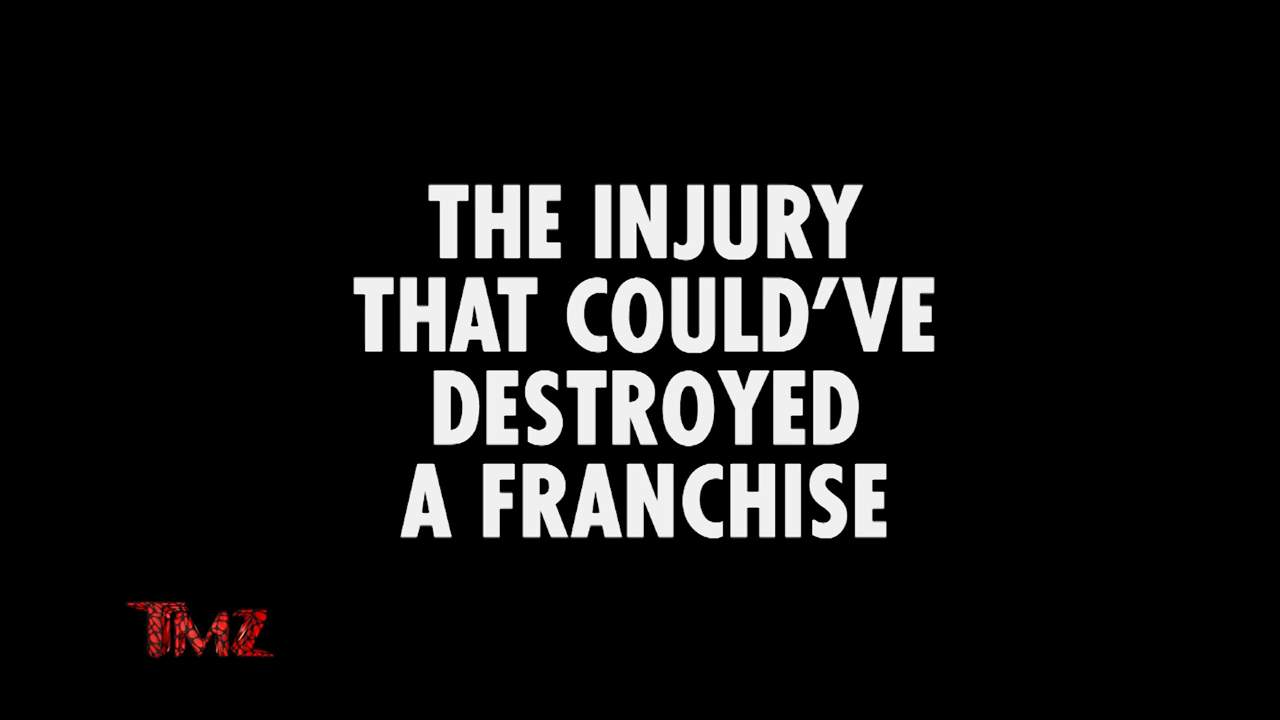 THE INJURY
THAT COULD'VE
DESTROYED
A FRANCHISE
TMZ